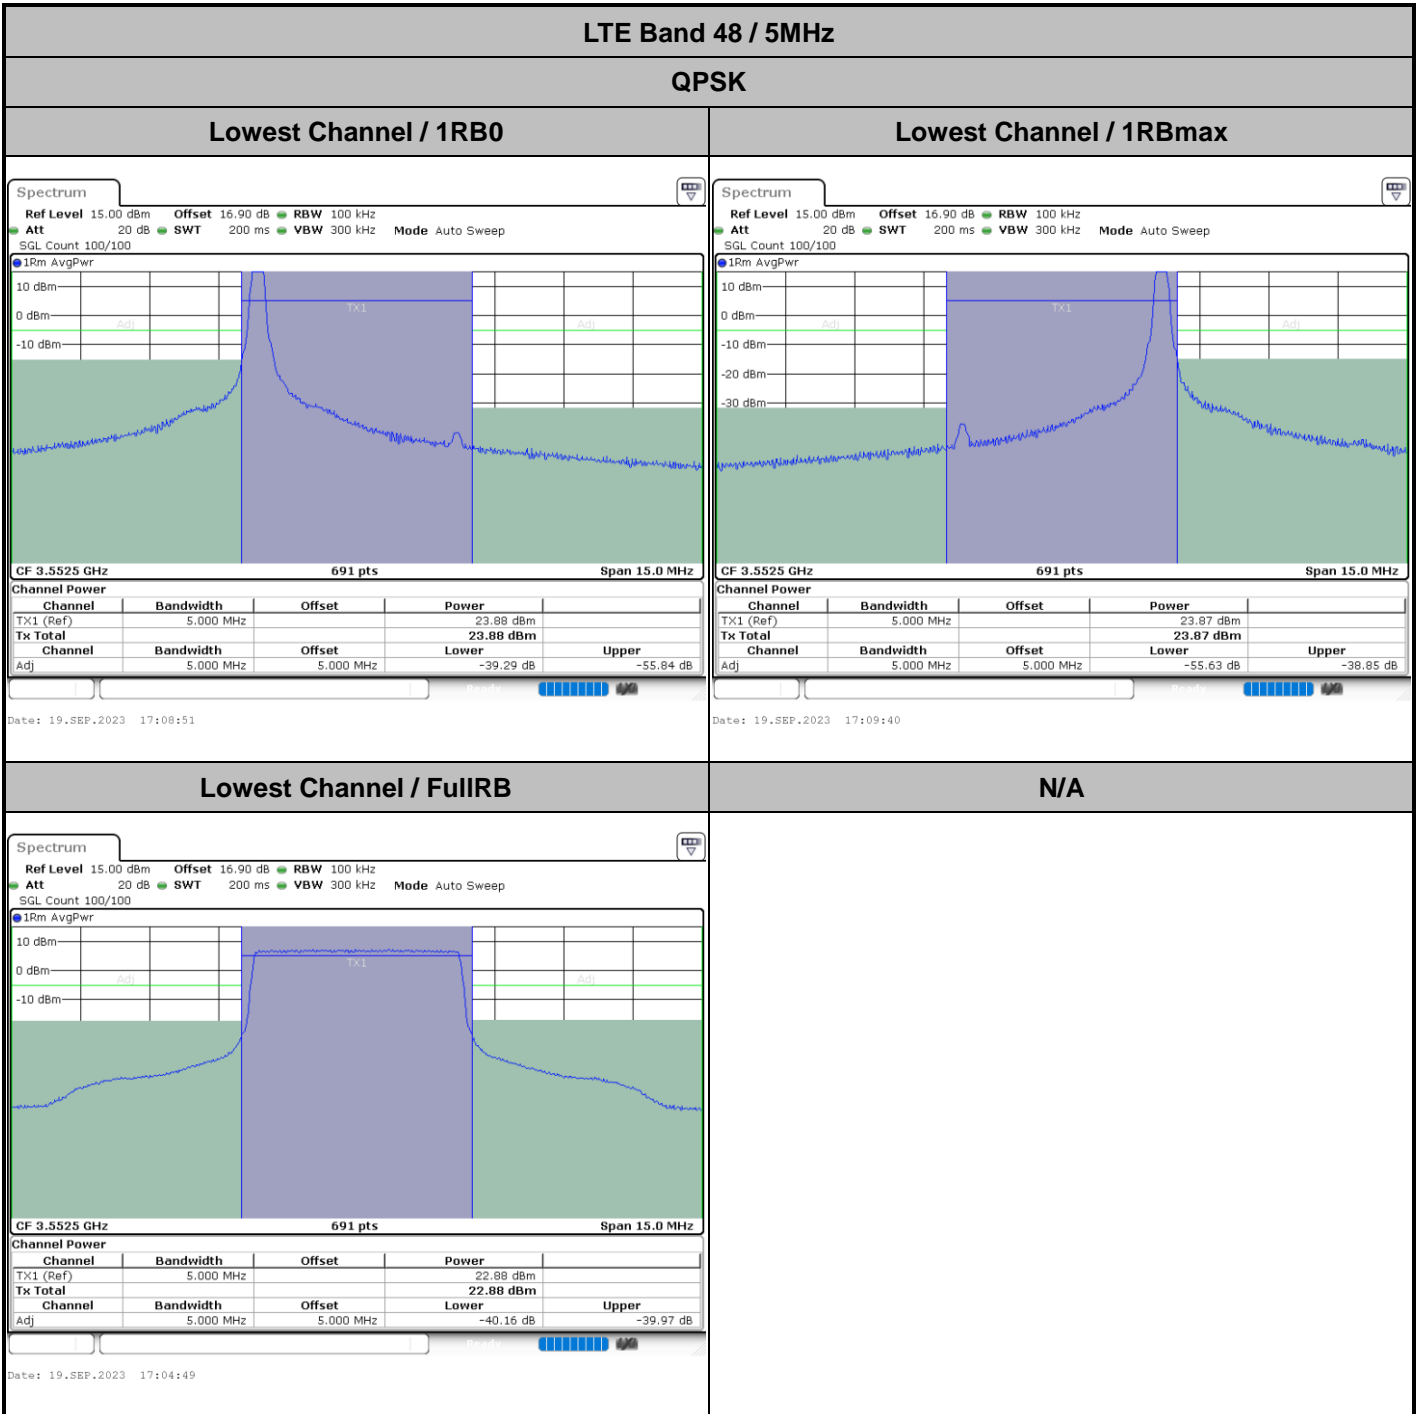 LTE Band 48 / 5MHz
QPSK
Lowest Channel / 1RB0
Lowest Channel / 1RBmax
Spectrum
Ref Level 15.00 dBm Offset 16.90 dB RBW 100 kHz
Att 20 dB SWT 200 ms VBW 300 kHz Mode Auto Sweep
SGL Count 100/100
1Rm AvgPwr
10 dBm
0 dBm
-10 dBm
Adj
TX1
Adj
CF 3.5525 GHz 691 pts Span 15.0 MHz
Channel Power
Channel Bandwidth Offset Power
TX1 (Ref) 5.000 MHz 23.88 dBm
Tx Total 23.88 dBm
Channel Bandwidth Offset Lower Upper
Adj 5.000 MHz 5.000 MHz -39.29 dB -55.84 dB
Ready
Date: 19.SEP.2023 17:08:51
Spectrum
Ref Level 15.00 dBm Offset 16.90 dB RBW 100 kHz
Att 20 dB SWT 200 ms VBW 300 kHz Mode Auto Sweep
SGL Count 100/100
1Rm AvgPwr
10 dBm
0 dBm
-10 dBm
-20 dBm
-30 dBm
Adj
TX1
Adj
CF 3.5525 GHz 691 pts Span 15.0 MHz
Channel Power
Channel Bandwidth Offset Power
TX1 (Ref) 5.000 MHz 23.87 dBm
Tx Total 23.87 dBm
Channel Bandwidth Offset Lower Upper
Adj 5.000 MHz 5.000 MHz -55.63 dB -38.85 dB
Ready
Date: 19.SEP.2023 17:09:40
Lowest Channel / FullRB
N/A
Spectrum
Ref Level 15.00 dBm Offset 16.90 dB RBW 100 kHz
Att 20 dB SWT 200 ms VBW 300 kHz Mode Auto Sweep
SGL Count 100/100
1Rm AvgPwr
10 dBm
0 dBm
-10 dBm
Adj
TX1
Adj
CF 3.5525 GHz 691 pts Span 15.0 MHz
Channel Power
Channel Bandwidth Offset Power
TX1 (Ref) 5.000 MHz 22.88 dBm
Tx Total 22.88 dBm
Channel Bandwidth Offset Lower Upper
Adj 5.000 MHz 5.000 MHz -40.16 dB -39.97 dB
Ready
Date: 19.SEP.2023 17:04:49